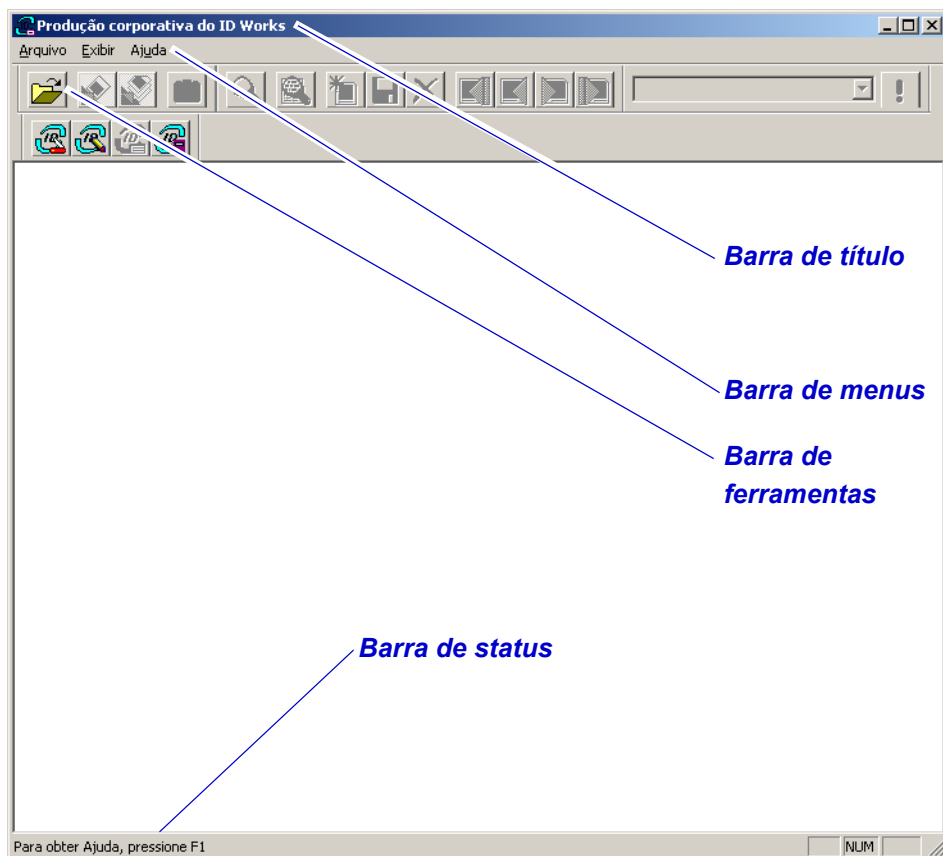 Produção corporativa do ID Works
Arquivo Exibir Ajuda
Barra de título
Barra de menus
Barra de
ferramentas
Barra de status
Para obter Ajuda, pressione F1 NUM